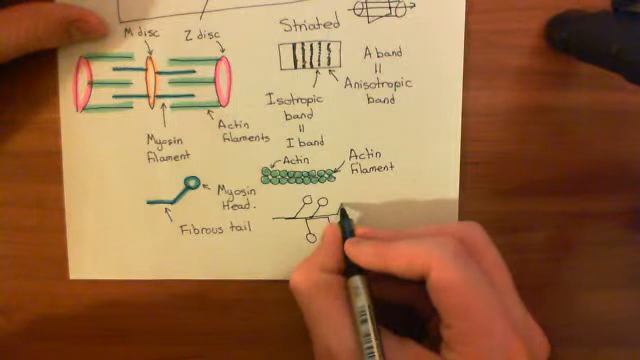 M disc
Z disc
Striated
A band
=
Anisotropic
band
Isotropic
band
=
I band
Myosin
filament
Actin
filaments
Actin
Actin
Filament
Myosin
Head.
Fibrous tail